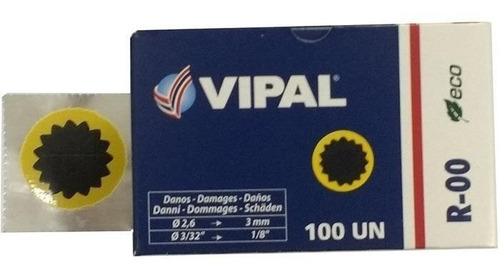 VIPAL®
eco
R-00
Danos - Damages - Daños
Danni - Dommages - Schäden
Ø 2,6 → 3 mm
Ø 3/32" → 1/8"
100 UN